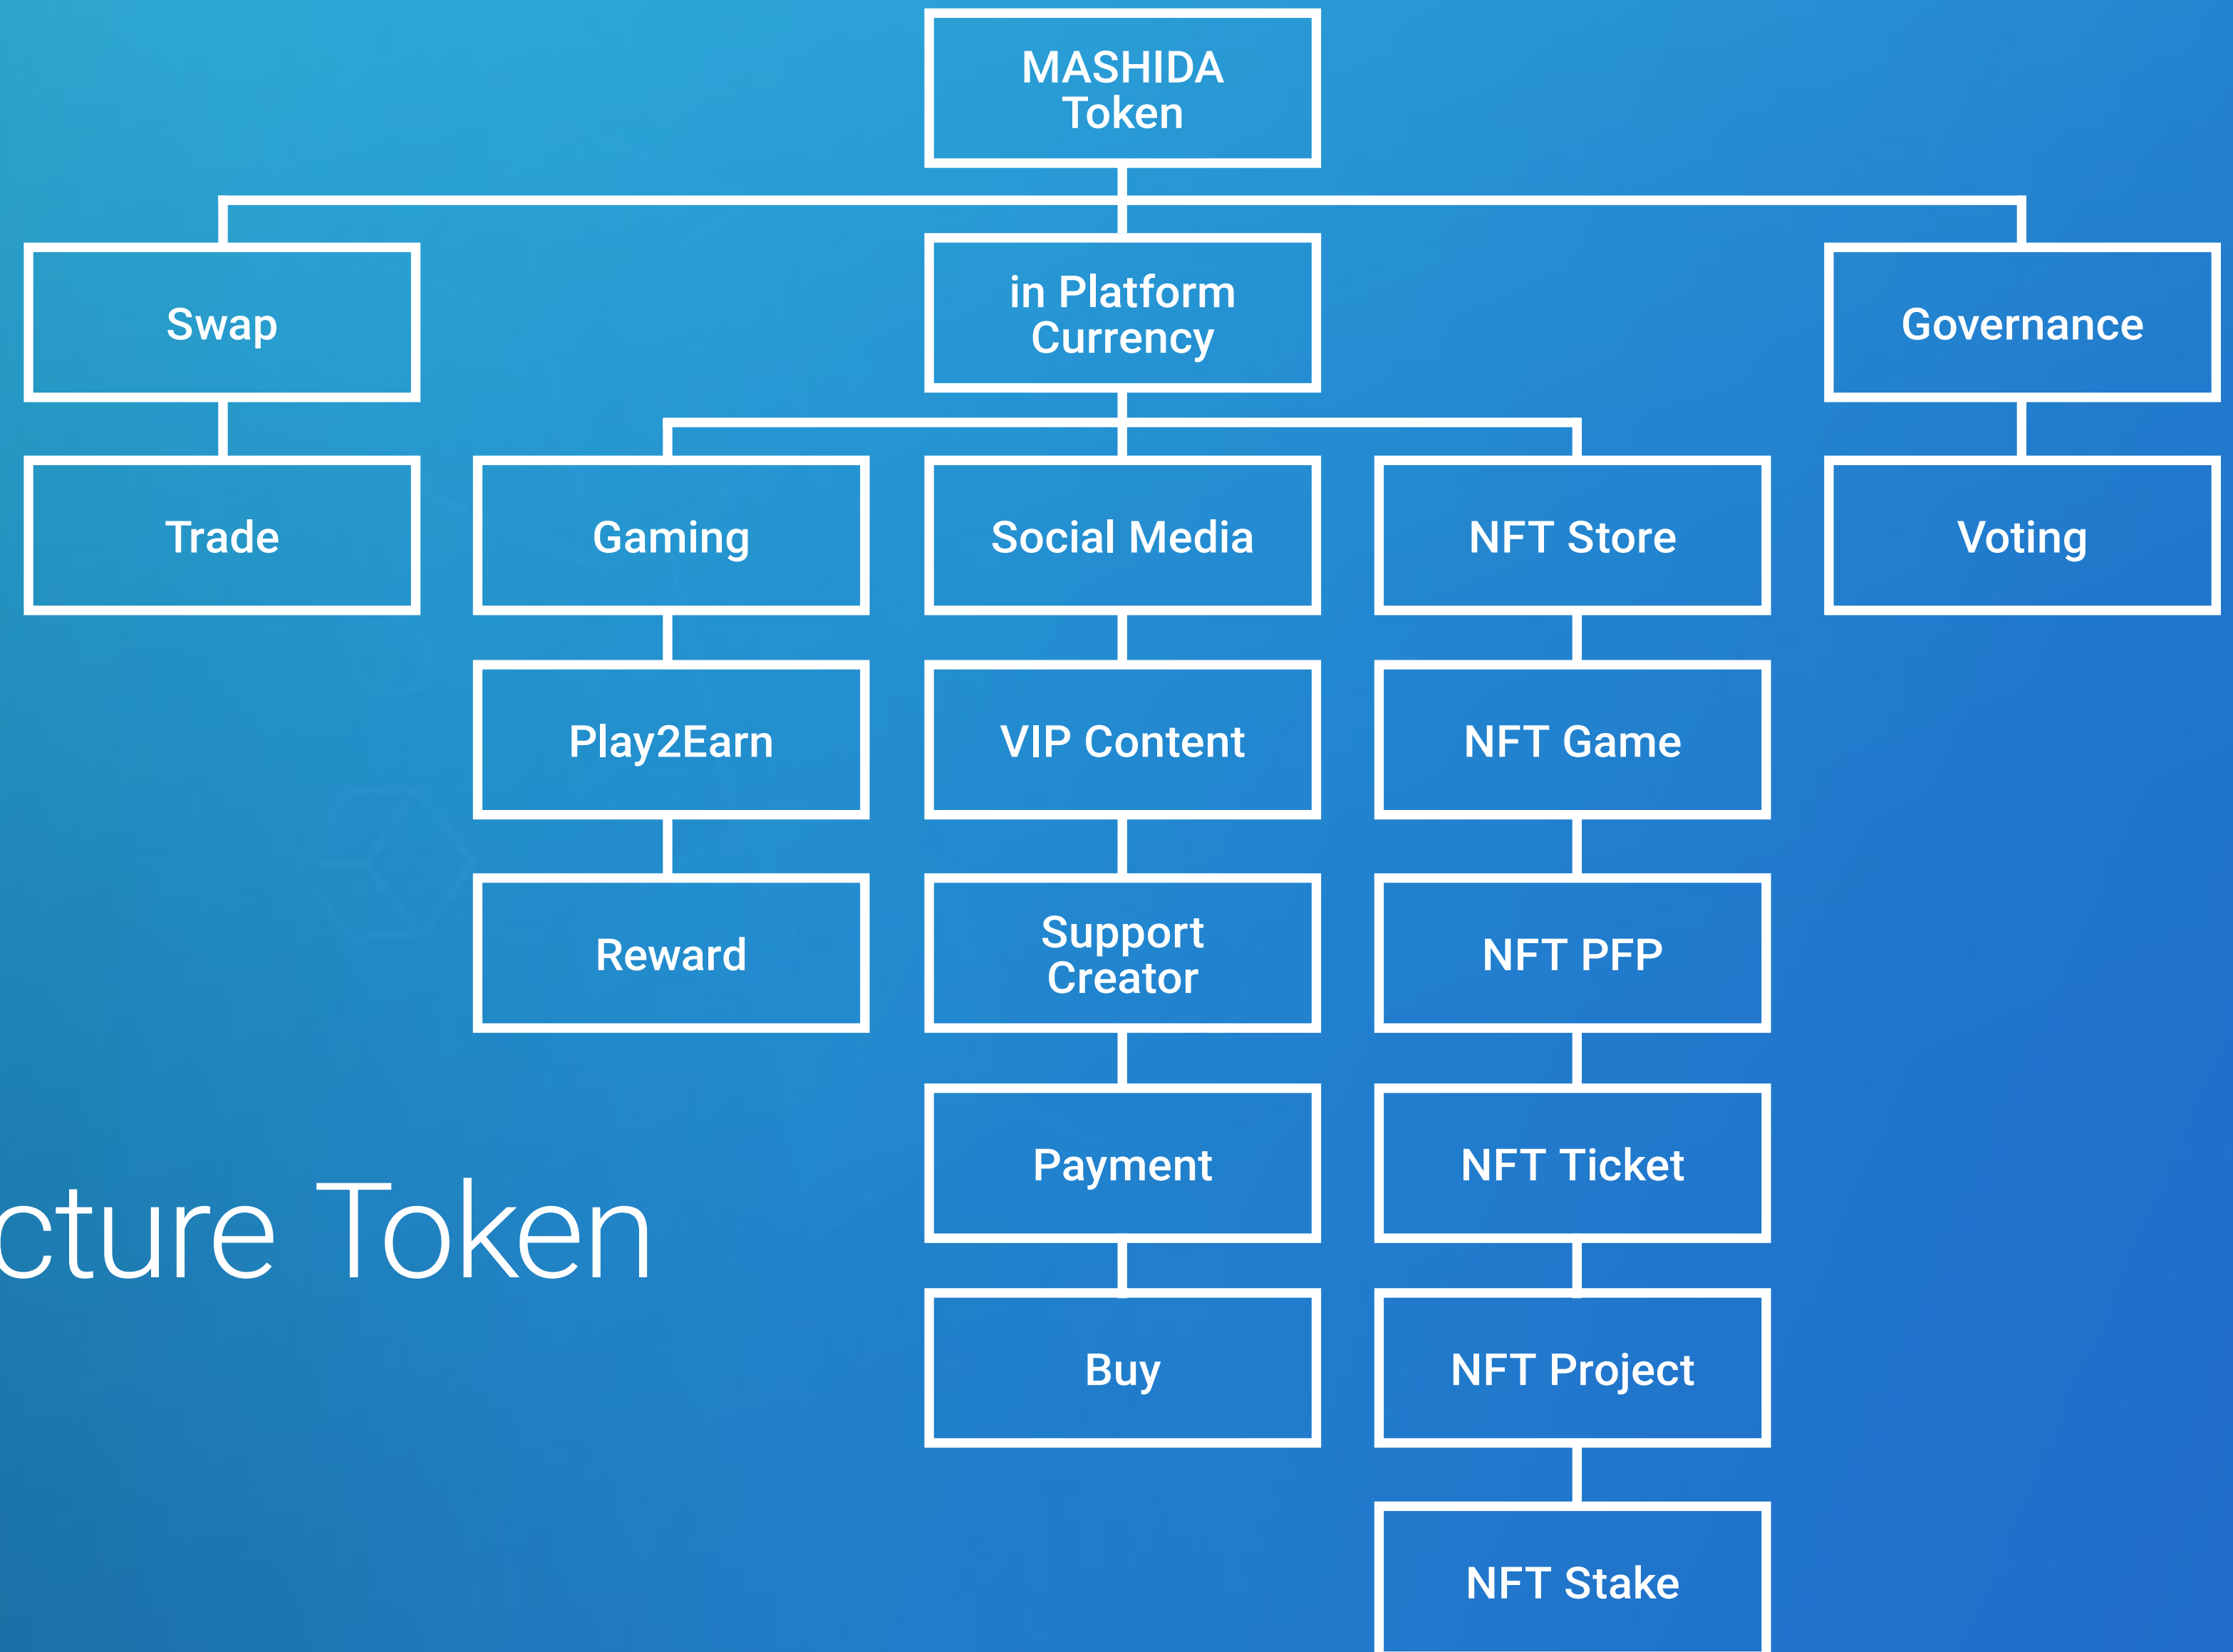 MASHIDA
Token
Swap
in Platform
Currency
Governance
Trade
Gaming
Social Media
NFT Store
Voting
Play2Earn
VIP Content
NFT Game
Reward
Support
Creator
NFT PFP
Payment
NFT Ticket
cture Token
Buy
NFT Project
NFT Stake